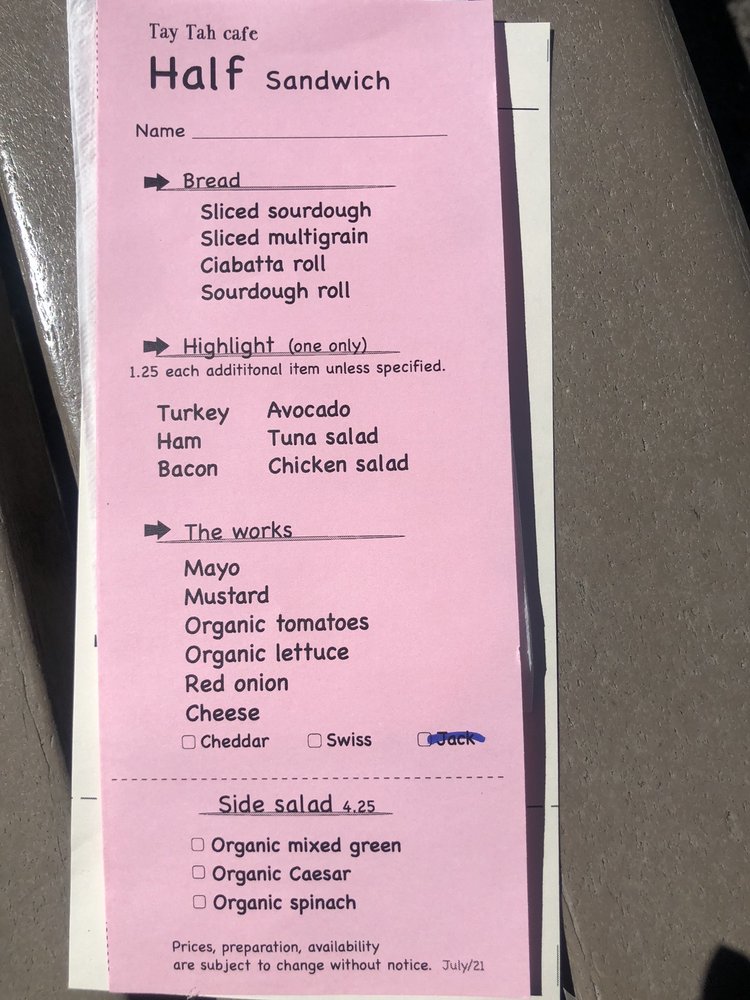 Tay Tah cafe
Half Sandwich
Name
Bread
Sliced sourdough
Sliced multigrain
Ciabatta roll
Sourdough roll
Highlight (one only)
1.25 each addititonal item unless specified.
Turkey Avocado
Ham Tuna salad
Bacon Chicken salad
The works
Mayo
Mustard
Organic tomatoes
Organic lettuce
Red onion
Cheese
Cheddar Swiss Jack
Side salad 4.25
Organic mixed green
Organic Caesar
Organic spinach
Prices, preparation, availability
are subject to change without notice. July/21